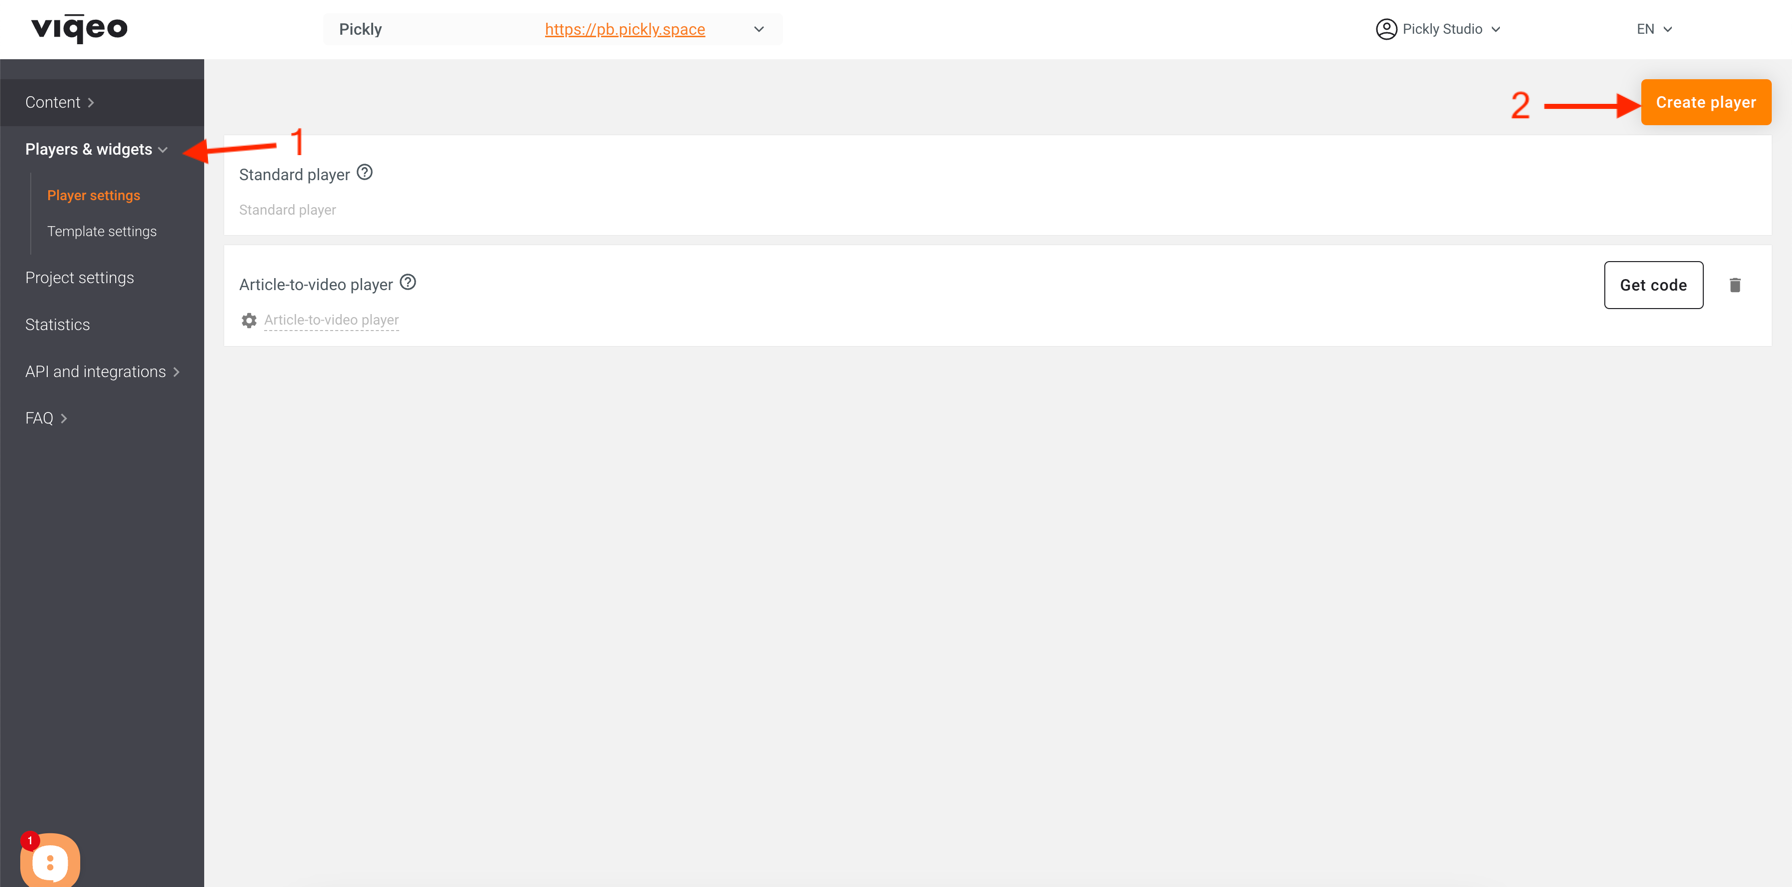 viqeo
Pickly https://pb.pickly.space
Pickly Studio
EN
Content
Players & widgets
1
Player settings
Template settings
Project settings
Statistics
API and integrations
FAQ
1
2
Create player
Standard player
Standard player
Article-to-video player
Article-to-video player
Get code